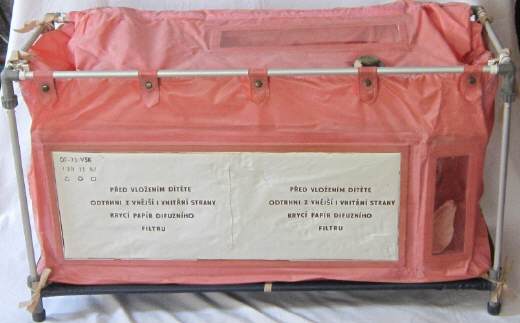 PŘED VLOŽENÍM DÍTĚTE
ODTRHNI Z VNĚJŠÍ I VNITŘNÍ STRANY
KRYCÍ PAPÍR DIFUZNÍHO
FILTRU
PŘED VLOŽENÍM DÍTĚTE
ODTRHNI Z VNĚJŠÍ I VNITŘNÍ STRANY
KRYCÍ PAPÍR DIFUZNÍHO
FILTRU